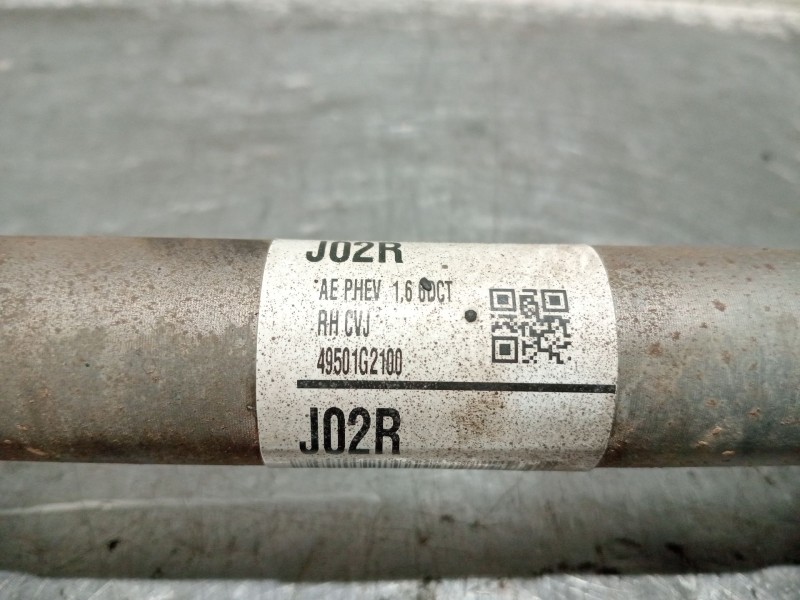 J02R
AE PHEV 1.6 6DCT
RH CVJ
49501G2100
J02R